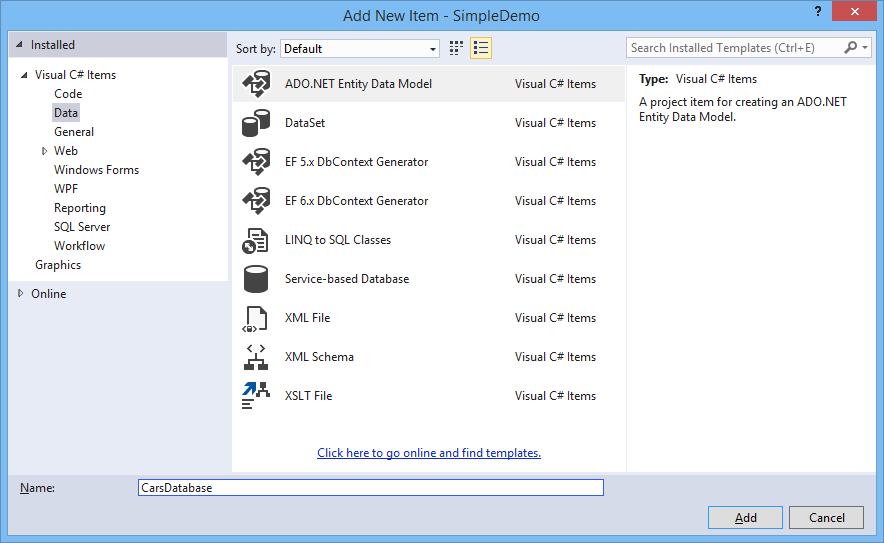 Add New Item - SimpleDemo
?
Installed
Visual C# Items
Code
Data
General
Web
Windows Forms
WPF
Reporting
SQL Server
Workflow
Graphics
Online
Sort by: Default
ADO.NET Entity Data Model Visual C# Items
DataSet Visual C# Items
EF 5.x DbContext Generator Visual C# Items
EF 6.x DbContext Generator Visual C# Items
LINQ to SQL Classes Visual C# Items
Service-based Database Visual C# Items
XML File Visual C# Items
XML Schema Visual C# Items
XSLT File Visual C# Items
Click here to go online and find templates.
Search Installed Templates (Ctrl+E)
Type: Visual C# Items
A project item for creating an ADO.NET
Entity Data Model.
Name: CarsDatabase
Add Cancel